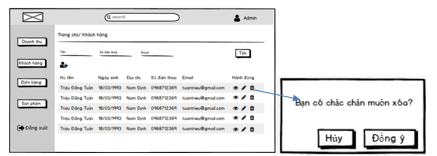 search
Admin
Trang chủ/ Khách hàng
Doanh thu
Tên
Số điện thoại
Email
Tìm
Khách hàng
Họ tên Ngày sinh Địa chỉ Số điện thoại Email Hành động
Triệu Đăng Tuấn 18/03/1993 Nam Định 0968712369 tuantrieu@gmail.com
Đơn hàng
Triệu Đăng Tuấn 18/03/1993 Nam Định 0968712369 tuantrieu@gmail.com
Triệu Đăng Tuấn 18/03/1993 Nam Định 0968712369 tuantrieu@gmail.com
Sản phẩm
Triệu Đăng Tuấn 18/03/1993 Nam Định 0968712369 tuantrieu@gmail.com
Triệu Đăng Tuấn 18/03/1993 Nam Định 0968712369 tuantrieu@gmail.com
Đăng xuất
Bạn có chắc chắn muốn xóa?
Hủy
Đồng ý